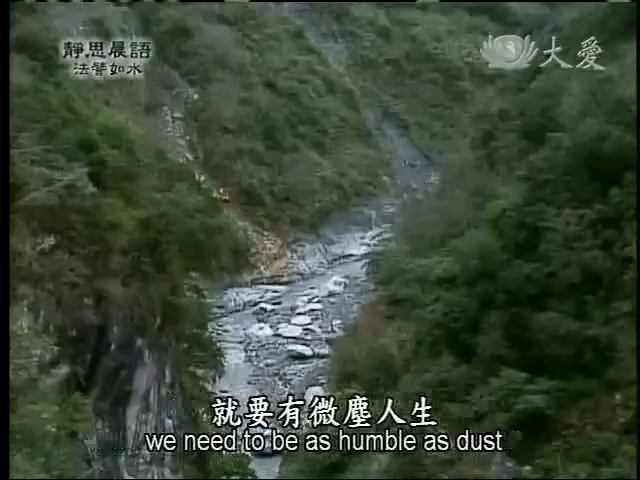 靜思晨語
法譬如水
大愛
就要有微塵人生
we need to be as humble as dust